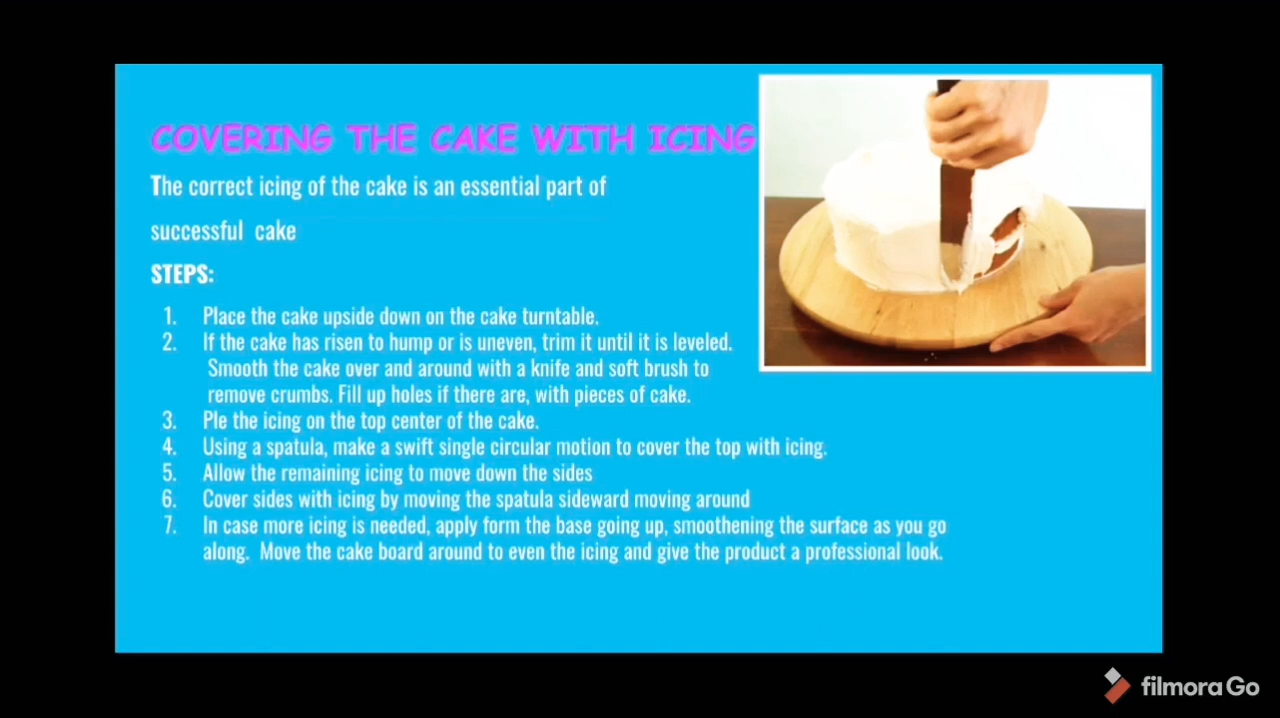 COVERING THE CAKE WITH ICING
The correct icing of the cake is an essential part of
successful cake
STEPS:
1. Place the cake upside down on the cake turntable.
2. If the cake has risen to hump or is uneven, trim it until it is leveled.
Smooth the cake over and around with a knife and soft brush to
remove crumbs. Fill up holes if there are, with pieces of cake.
3. Ple the icing on the top center of the cake.
4. Using a spatula, make a swift single circular motion to cover the top with icing.
5. Allow the remaining icing to move down the sides
6. Cover sides with icing by moving the spatula sideward moving around
7. In case more icing is needed, apply form the base going up, smoothening the surface as you go
along. Move the cake board around to even the icing and give the product a professional look.
filmora Go